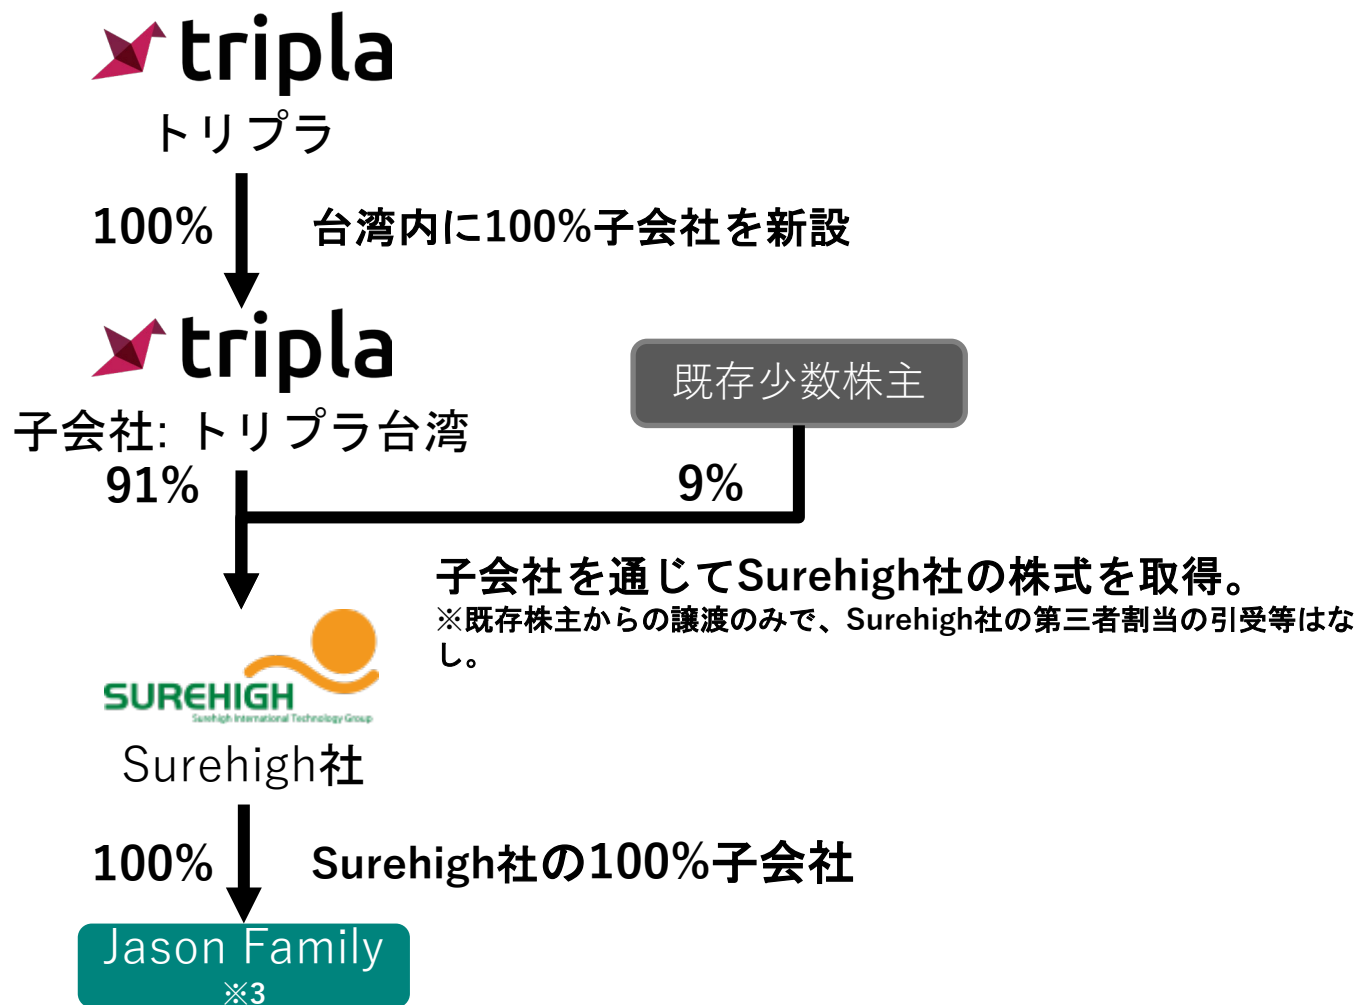 tripla
トリプラ
100%
台湾内に100%子会社を新設
tripla
子会社: トリプラ台湾
既存少数株主
91%
9%
子会社を通じてSurehigh社の株式を取得。
※既存株主からの譲渡のみで、Surehigh社の第三者割当の引受等はな
し。
SUREHIGH
Surehigh International Technology Group
Surehigh社
100%
Surehigh社の100%子会社
Jason Family
※3